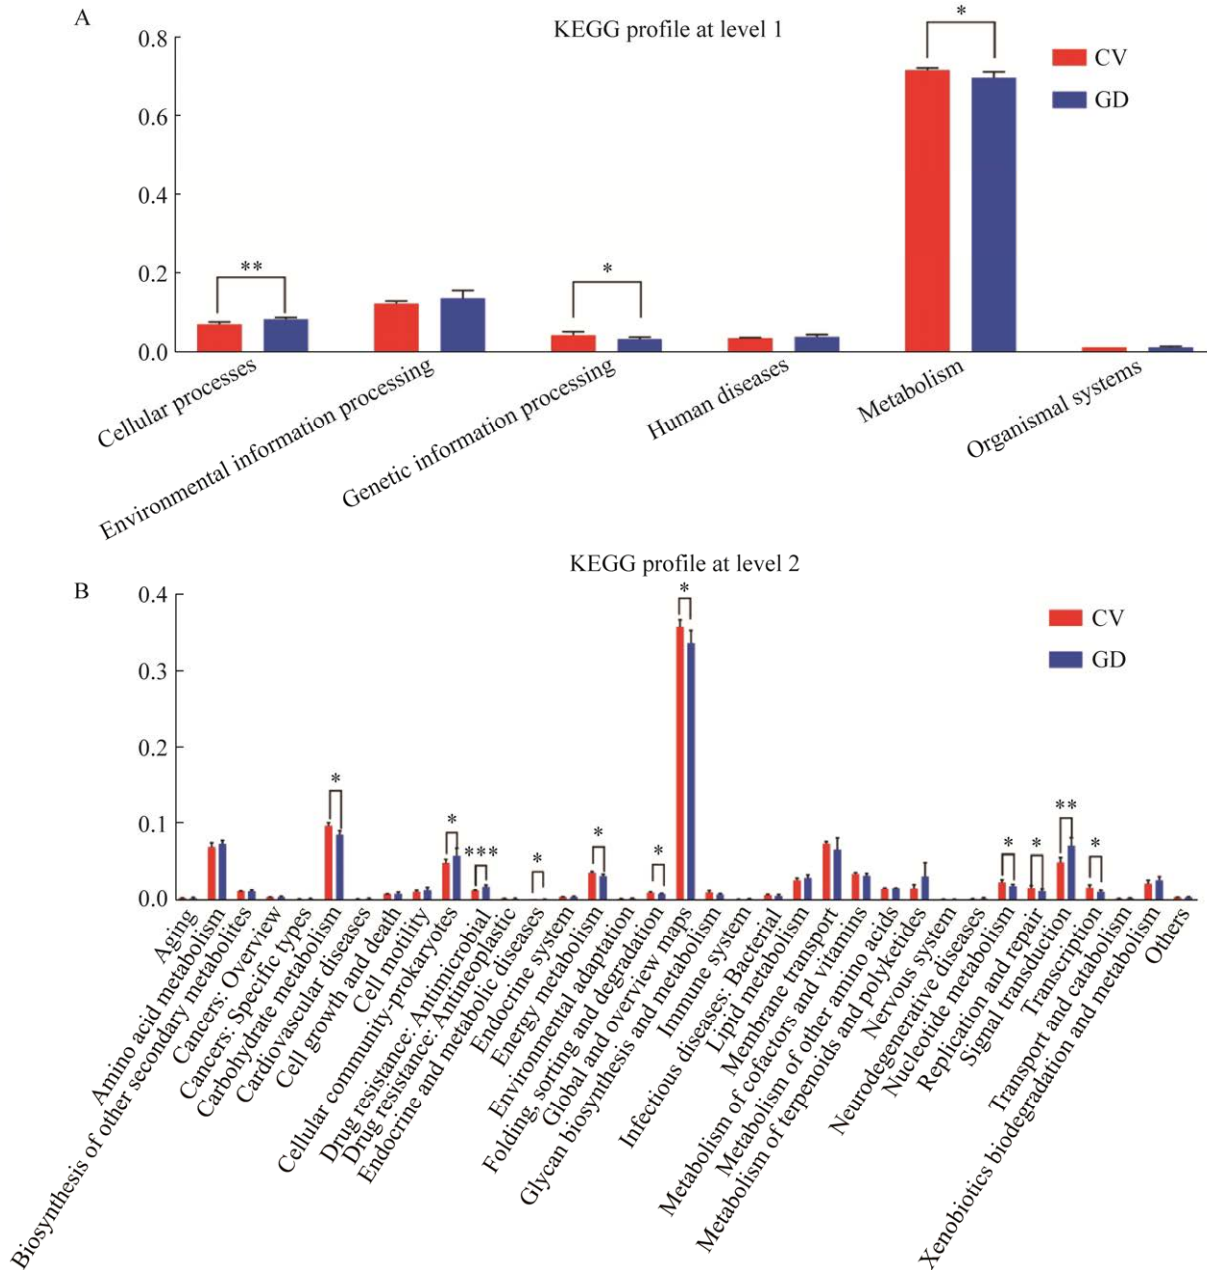 A
KEGG profile at level 1
0.8
0.6
0.4
0.2
0.0
*
CV
GD
**
*
Cellular processes
Environmental information processing
Genetic information processing
Human diseases
Metabolism
Organismal systems
KEGG profile at level 2
B
0.4
0.3
0.2
0.1
0.0
*
CV
GD
*
*
***
*
*
*
*
*
**
*
Aging
Amino acid metabolism
Biosynthesis of other secondary metabolites
Cancers: Overview
Cancers: Specific types
Carbohydrate metabolism
Cardiovascular diseases
Cell growth and death
Cell motility
Cellular community-prokaryotes
Drug resistance: Antimicrobial
Drug resistance: Antineoplastic
Endocrine and metabolic diseases
Endocrine system
Energy metabolism
Environmental adaptation
Folding, sorting and degradation
Global and overview maps
Glycan biosynthesis and metabolism
Immune system
Infectious diseases: Bacterial
Lipid metabolism
Membrane transport
Metabolism of cofactors and vitamins
Metabolism of other amino acids
Metabolism of terpenoids and polyketides
Nervous system
Neurodegenerative diseases
Nucleotide metabolism
Replication and repair
Signal transduction
Transcription
Transport and catabolism
Xenobiotics biodegradation and metabolism
Others